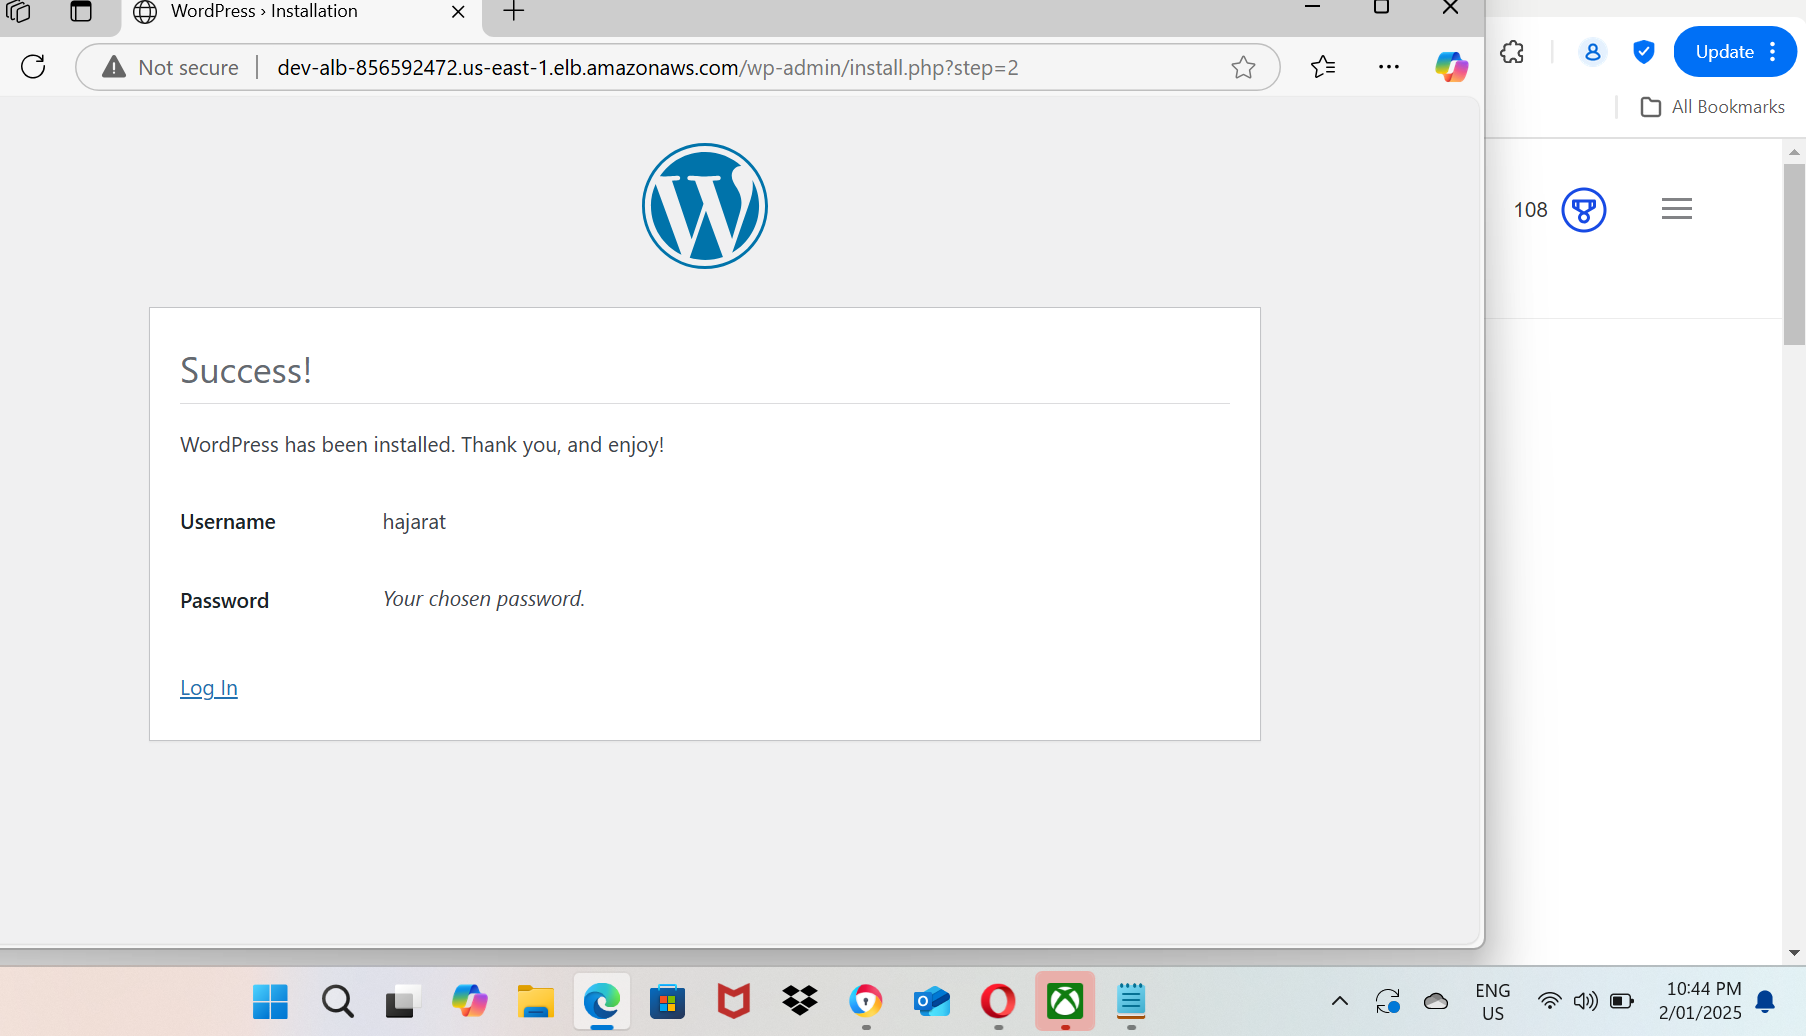 WordPress › Installation
Not secure
dev-alb-856592472.us-east-1.elb.amazonaws.com/wp-admin/install.php?step=2
Update
All Bookmarks
108
Success!
WordPress has been installed. Thank you, and enjoy!
Username hajarat
Password Your chosen password.
Log In
ENG
US
10:44 PM
2/01/2025